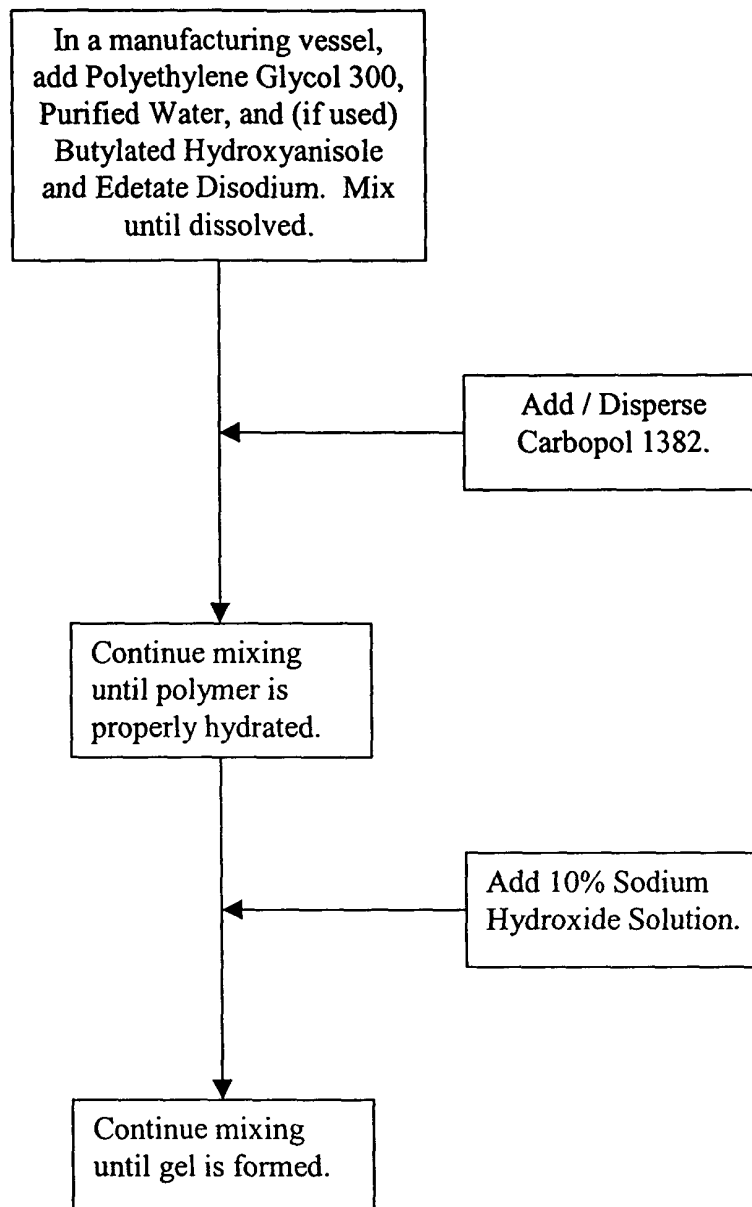 In a manufacturing vessel,
add Polyethylene Glycol 300,
Purified Water, and (if used)
Butylated Hydroxyanisole
and Edetate Disodium.  Mix
until dissolved.
Add / Disperse
Carbopol 1382.
Continue mixing
until polymer is
properly hydrated.
Add 10% Sodium
Hydroxide Solution.
Continue mixing
until gel is formed.